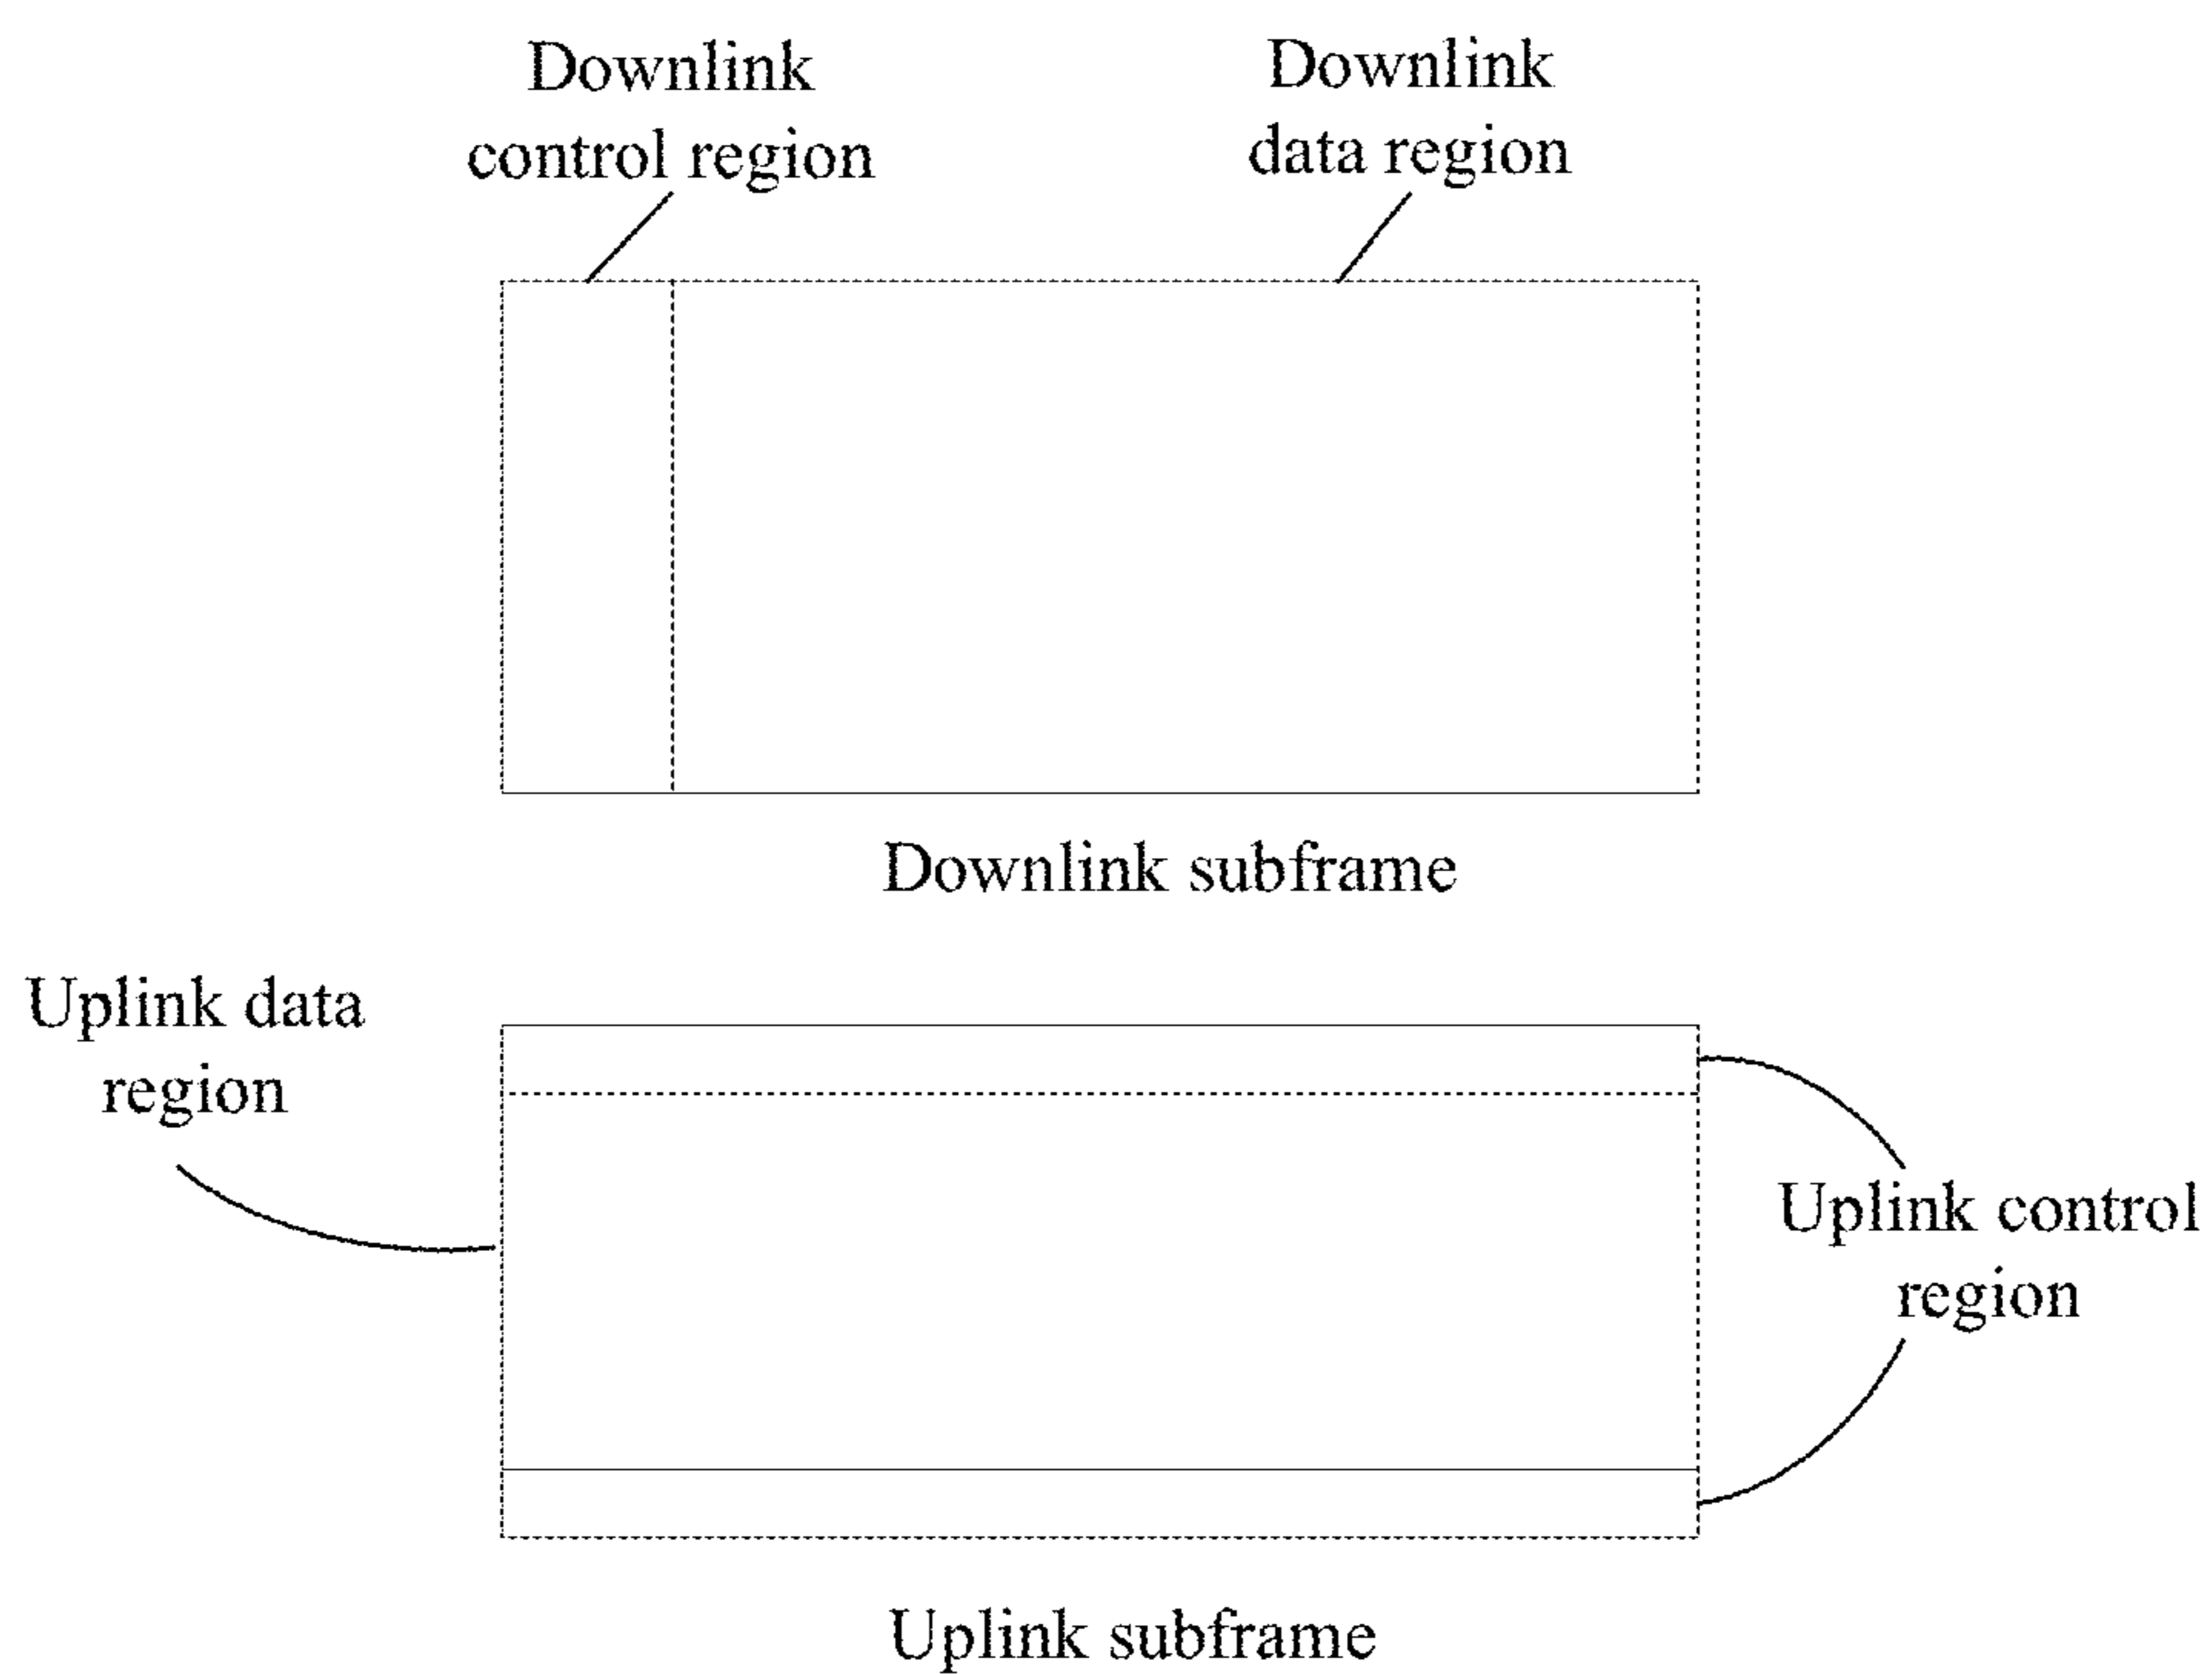 Downlink
control region
Downlink
data region
Downlink subframe
Uplink data
region
Uplink control
region
Uplink subframe